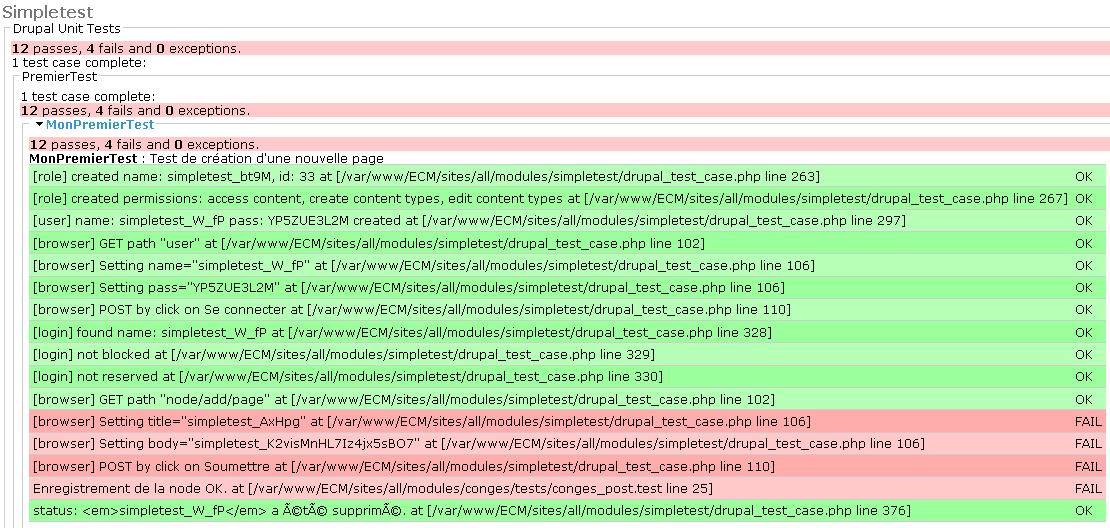 Simpletest
Drupal Unit Tests
12 passes, 4 fails and 0 exceptions.
1 test case complete:
PremierTest
1 test case complete:
12 passes, 4 fails and 0 exceptions.
MonPremierTest
12 passes, 4 fails and 0 exceptions.
MonPremierTest : Test de création d'une nouvelle page
[role] created name: simpletest_bt9M, id: 33 at [/var/www/ECM/sites/all/modules/simpletest/drupal_test_case.php line 263] OK
[role] created permissions: access content, create content types, edit content types at [/var/www/ECM/sites/all/modules/simpletest/drupal_test_case.php line 267] OK
[user] name: simpletest_W_fP pass: YP5ZUE3L2M created at [/var/www/ECM/sites/all/modules/simpletest/drupal_test_case.php line 297] OK
[browser] GET path "user" at [/var/www/ECM/sites/all/modules/simpletest/drupal_test_case.php line 102] OK
[browser] Setting name="simpletest_W_fP" at [/var/www/ECM/sites/all/modules/simpletest/drupal_test_case.php line 106] OK
[browser] Setting pass="YP5ZUE3L2M" at [/var/www/ECM/sites/all/modules/simpletest/drupal_test_case.php line 106] OK
[browser] POST by click on Se connecter at [/var/www/ECM/sites/all/modules/simpletest/drupal_test_case.php line 110] OK
[login] found name: simpletest_W_fP at [/var/www/ECM/sites/all/modules/simpletest/drupal_test_case.php line 328] OK
[login] not blocked at [/var/www/ECM/sites/all/modules/simpletest/drupal_test_case.php line 329] OK
[login] not reserved at [/var/www/ECM/sites/all/modules/simpletest/drupal_test_case.php line 330] OK
[browser] GET path "node/add/page" at [/var/www/ECM/sites/all/modules/simpletest/drupal_test_case.php line 102] OK
[browser] Setting title="simpletest_AxHpg" at [/var/www/ECM/sites/all/modules/simpletest/drupal_test_case.php line 106] FAIL
[browser] Setting body="simpletest_K2visMnHL7Iz4jx5sBO7" at [/var/www/ECM/sites/all/modules/simpletest/drupal_test_case.php line 106] FAIL
[browser] POST by click on Soumettre at [/var/www/ECM/sites/all/modules/simpletest/drupal_test_case.php line 110] FAIL
Enregistrement de la node OK. at [/var/www/ECM/sites/all/modules/conges/tests/conges_post.test line 25] FAIL
status: <em>simpletest_W_fP</em> a Ã©tÃ© supprimÃ©. at [/var/www/ECM/sites/all/modules/simpletest/drupal_test_case.php line 376] OK